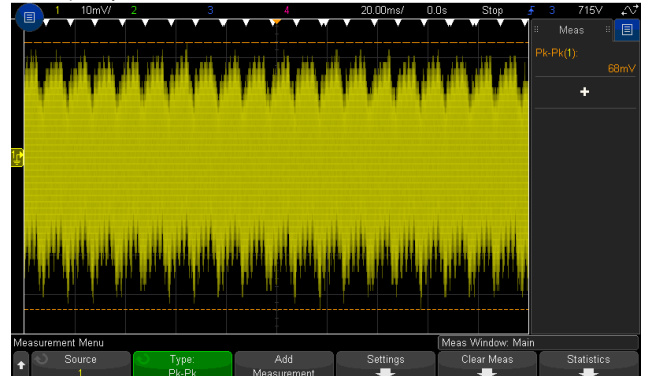 1 10mV/ 2 3 4 20.00ms/ 0.0s Stop 3 715V
Meas
Pk-Pk(1):
68mV
Measurement Menu
Meas Window: Main
Source
1
Type:
Pk-Pk
Add
Measurement
Settings
Clear Meas
Statistics